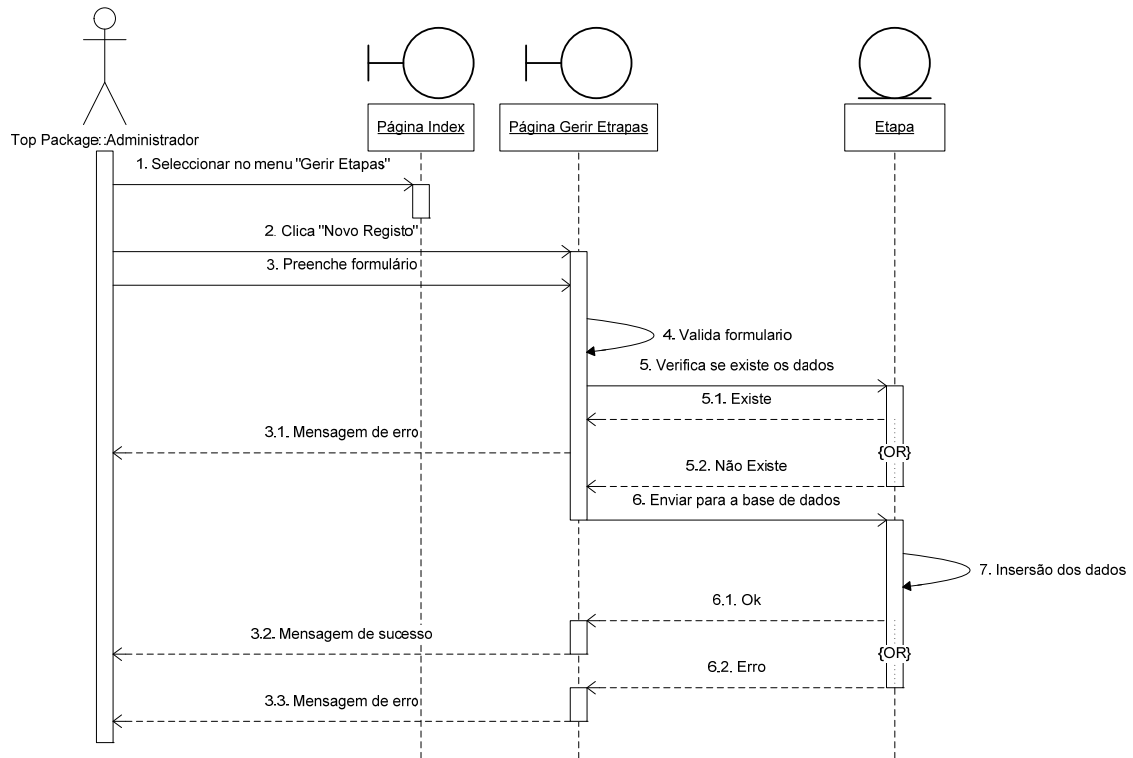 Top Package::Administrador
Página Index
Página Gerir Etrapas
Etapa
1. Seleccionar no menu "Gerir Etapas"
2. Clica "Novo Registo"
3. Preenche formulário
4. Valida formulario
5. Verifica se existe os dados
5.1. Existe
3.1. Mensagem de erro
{OR}
5.2. Não Existe
6. Enviar para a base de dados
7. Insersão dos dados
6.1. Ok
3.2. Mensagem de sucesso
{OR}
6.2. Erro
3.3. Mensagem de erro